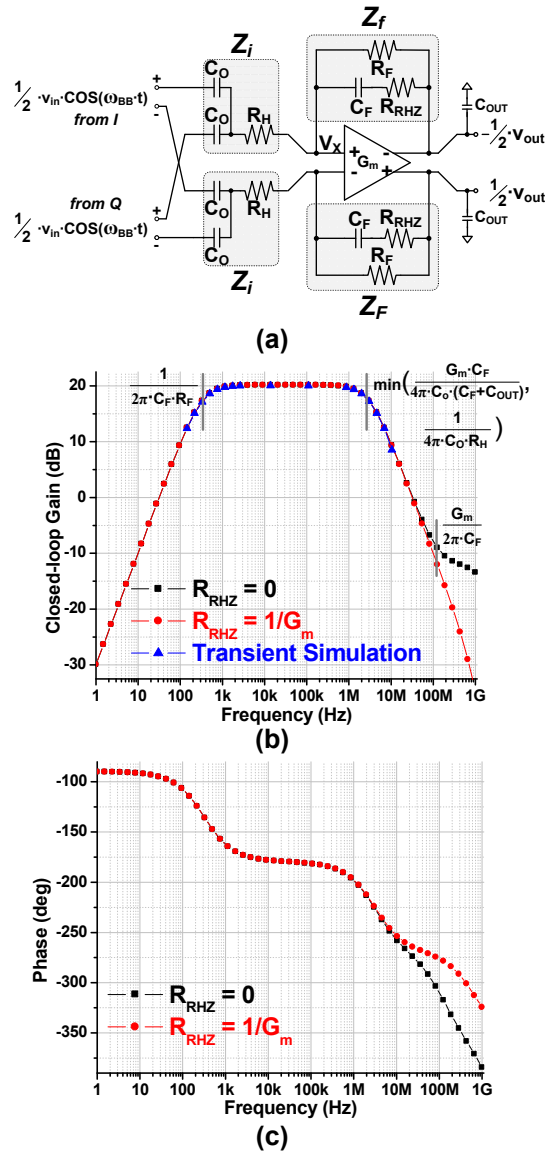 Z_i
Z_f
C_O
R_F
½·v_in·COS(ω_BB·t)
from I
+
-
R_H
C_F
R_RHZ
C_OUT
-½·v_out
C_O
V_X
+
-
G_m
-
+
½·v_out
from Q
½·v_in·COS(ω_BB·t)
+
-
C_O
R_H
C_O
C_F
R_RHZ
R_F
C_OUT
Z_i
Z_F
(a)
Closed-loop Gain (dB)
20
10
0
-10
-20
-30
1/(2π·C_F·R_F)
min(G_m·C_F/(4π·C_o·(C_F+C_OUT)),
1/(4π·C_O·R_H))
G_m/(2π·C_F)
R_RHZ = 0
R_RHZ = 1/G_m
Transient Simulation
1 10 100 1k 10k 100k 1M 10M 100M 1G
Frequency (Hz)
(b)
Phase (deg)
-100
-150
-200
-250
-300
-350
R_RHZ = 0
R_RHZ = 1/G_m
1 10 100 1k 10k 100k 1M 10M 100M 1G
Frequency (Hz)
(c)